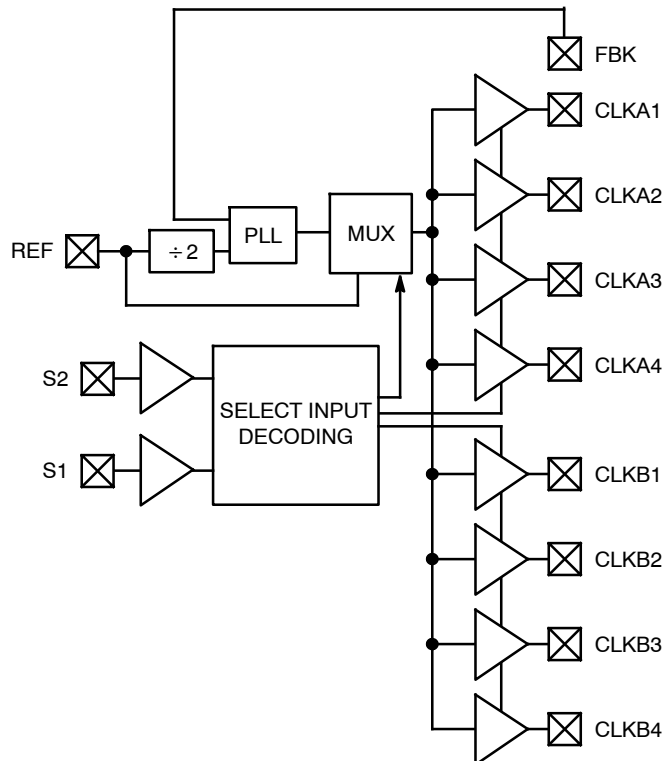 FBK
CLKA1
CLKA2
PLL
MUX
REF
÷2
CLKA3
S2
CLKA4
SELECT INPUT
DECODING
S1
CLKB1
CLKB2
CLKB3
CLKB4